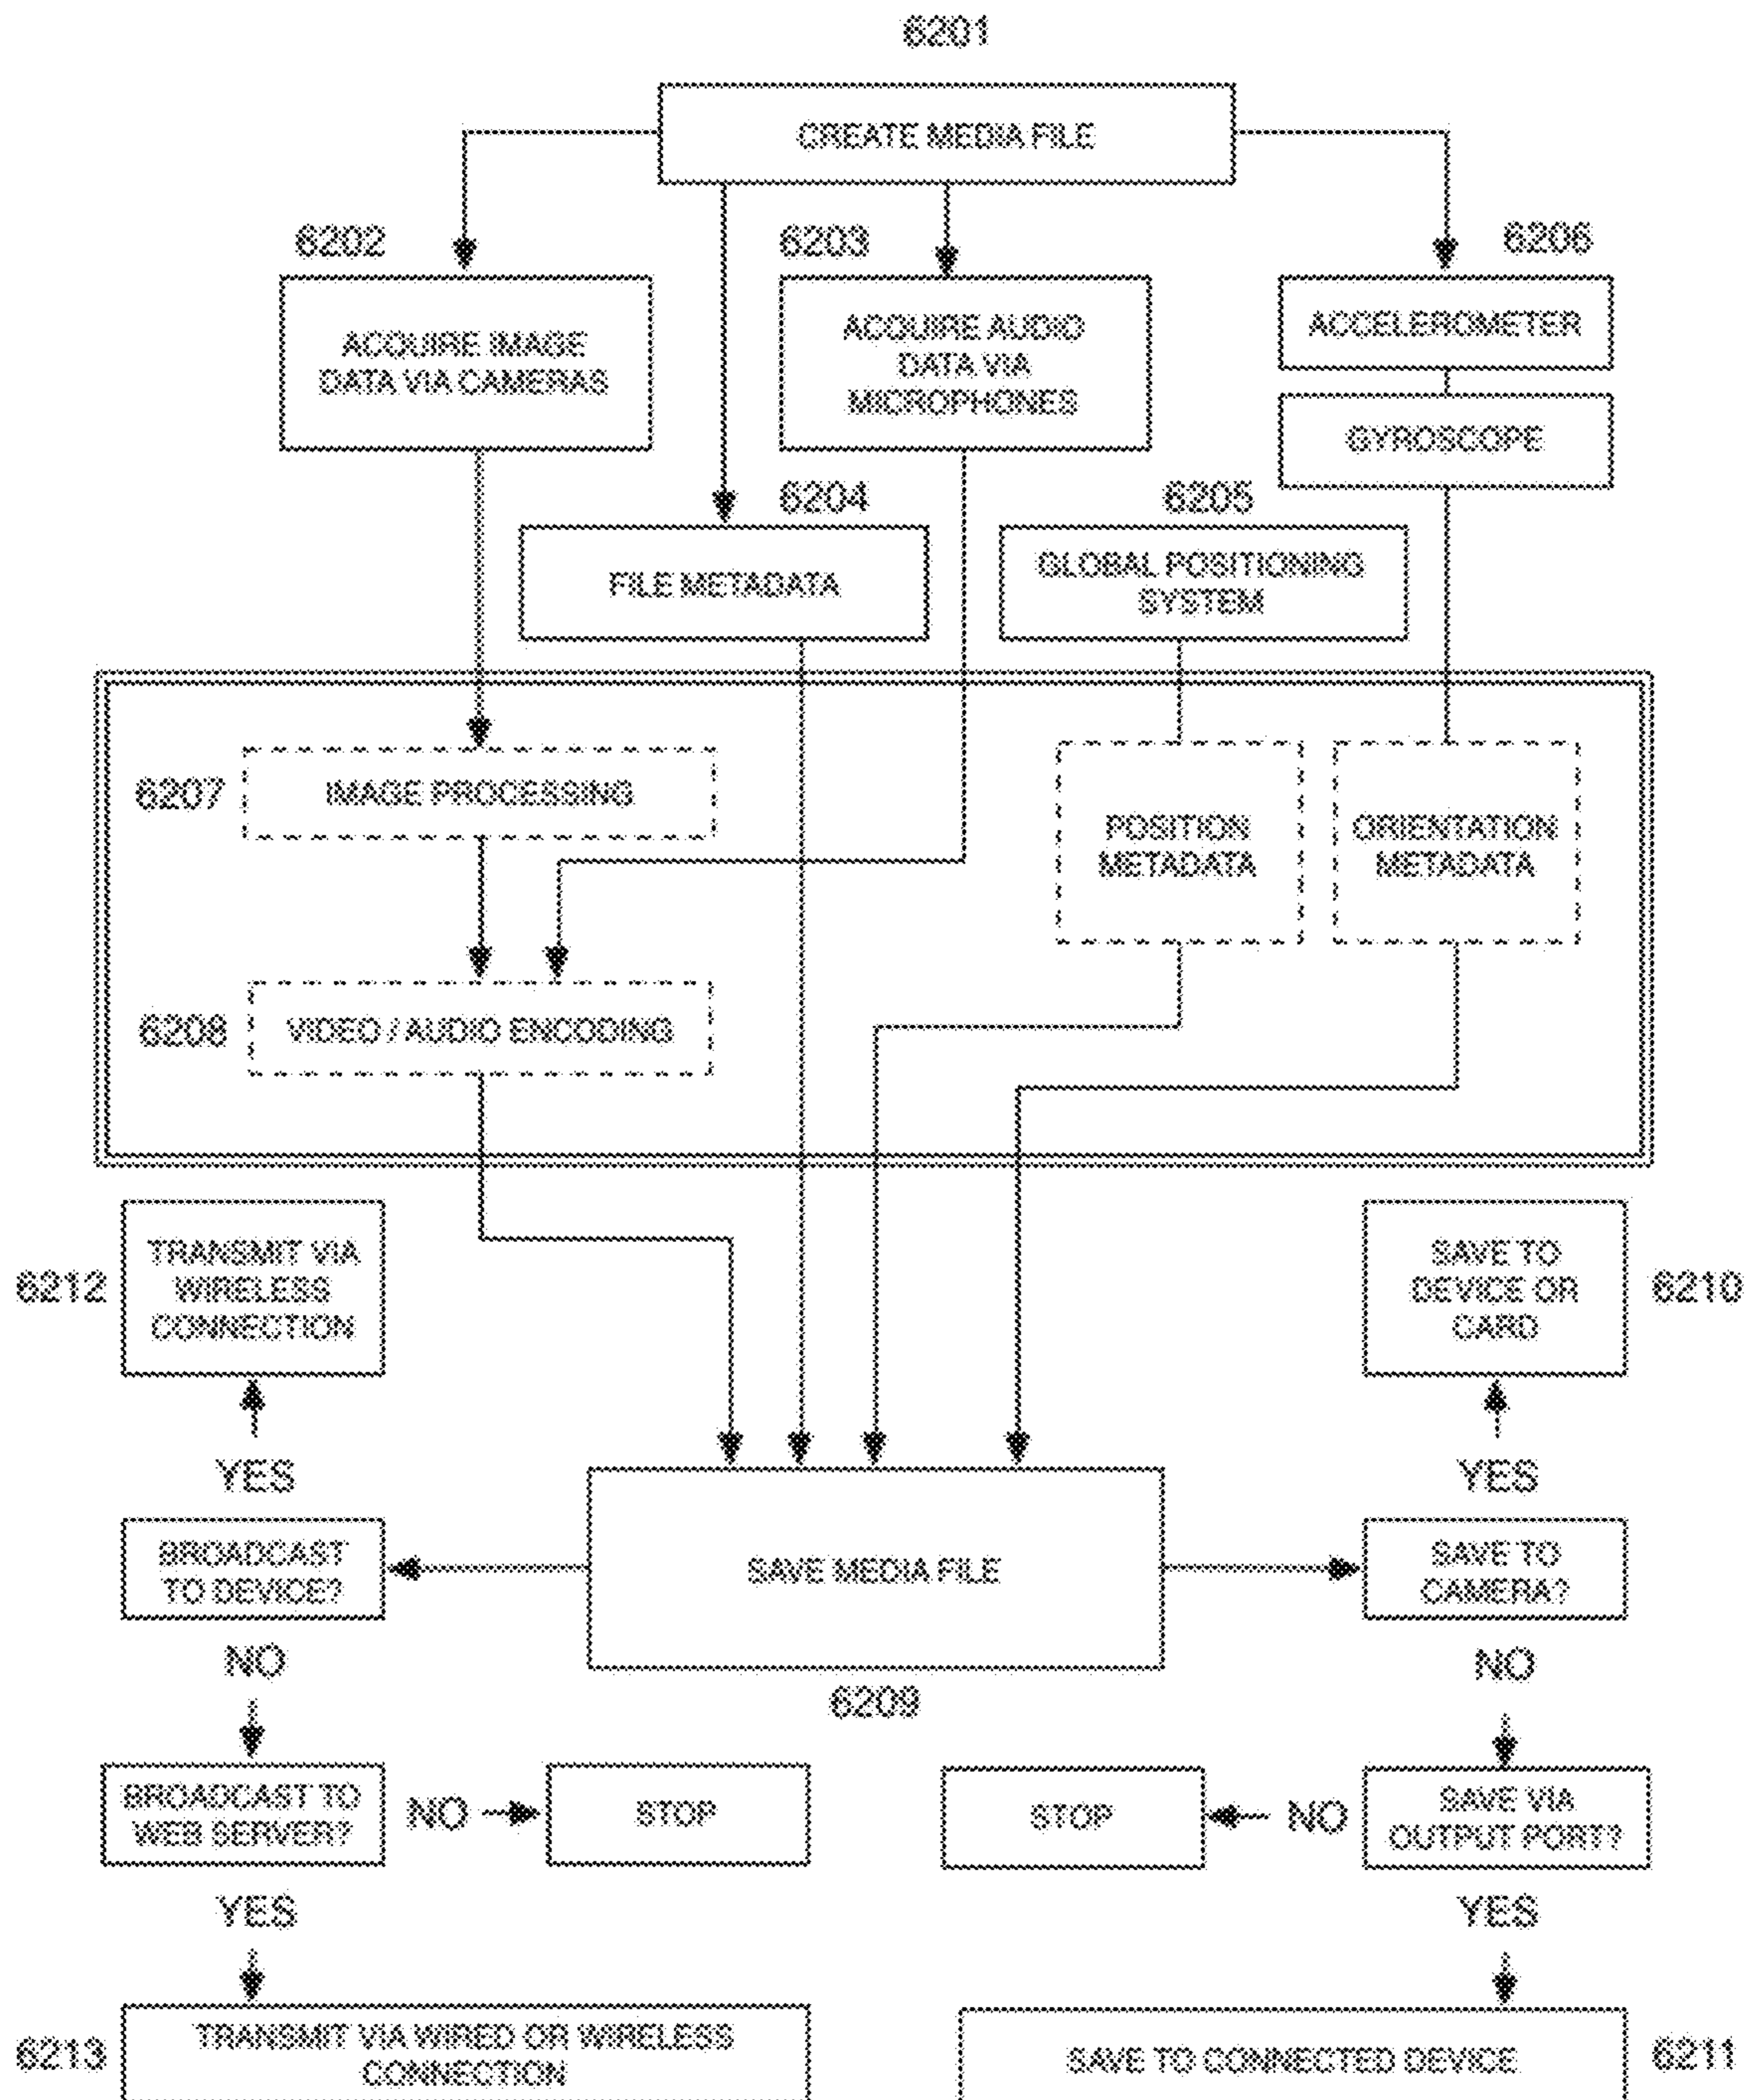 6201
CREATE MEDIA FILE
6202
6203
6206
ACQUIRE IMAGE
DATA VIA CAMERAS
ACQUIRE AUDIO
DATA VIA
MICROPHONES
ACCELEROMETER
GYROSCOPE
6204
6205
FILE METADATA
GLOBAL POSITIONING
SYSTEM
6207
IMAGE PROCESSING
POSITION
METADATA
ORIENTATION
METADATA
6208
VIDEO / AUDIO ENCODING
6212
TRANSMIT VIA
WIRELESS
CONNECTION
SAVE TO
DEVICE OR
CARD
6210
YES
YES
BROADCAST
TO DEVICE?
SAVE MEDIA FILE
SAVE TO
CAMERA?
NO
NO
6209
BROADCAST TO
WEB SERVER?
NO
STOP
STOP
NO
SAVE VIA
OUTPUT PORT?
YES
YES
6213
TRANSMIT VIA WIRED OR WIRELESS
CONNECTION
SAVE TO CONNECTED DEVICE
6211